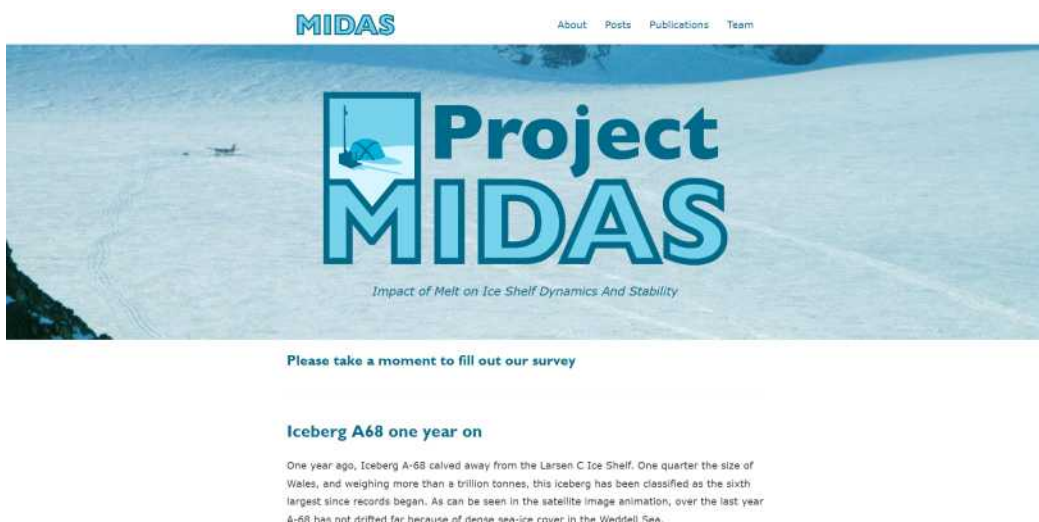 MIDAS
About Posts Publications Team
Project
MIDAS
Impact of Melt on Ice Shelf Dynamics And Stability
Please take a moment to fill out our survey
Iceberg A68 one year on
One year ago, Iceberg A-68 calved away from the Larsen C Ice Shelf. One quarter the size of
Wales, and weighing more than a trillion tonnes, this iceberg has been classified as the sixth
largest since records began. As can be seen in the satellite image animation, over the last year
A-68 has not drifted far because of dense sea-ice cover in the Weddell Sea.